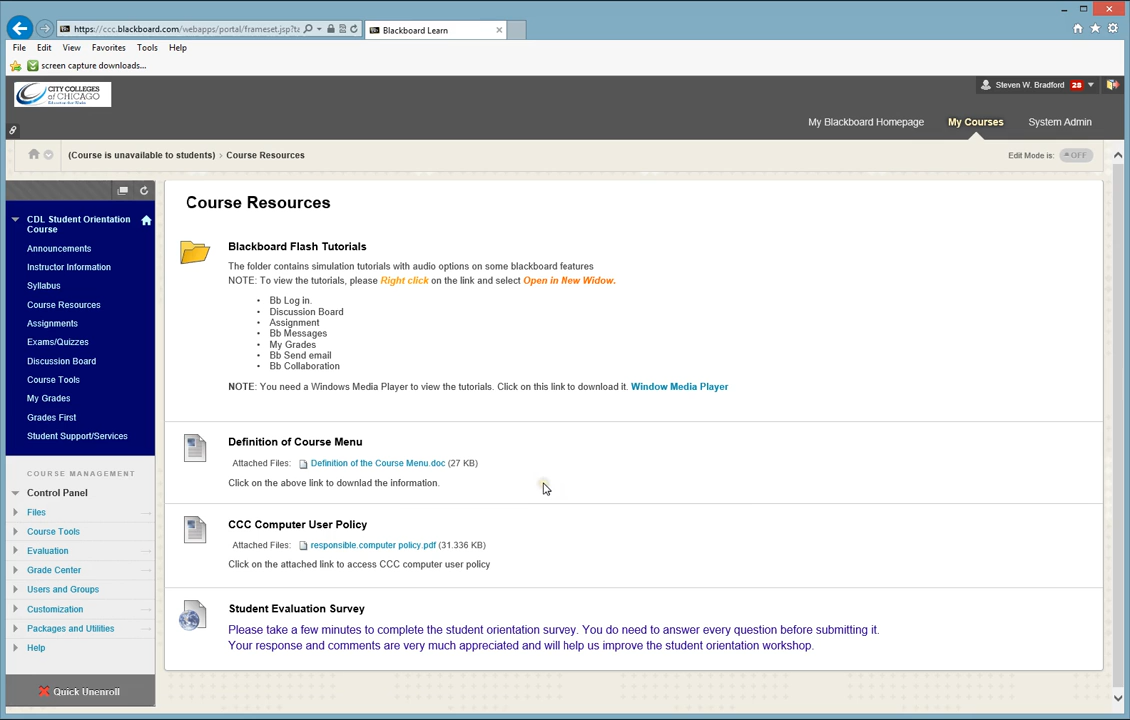 https://ccc.blackboard.com/webapps/portal/frameset.jsp?ta
Blackboard Learn
File Edit View Favorites Tools Help
screen capture downloads...
CITY COLLEGES
of CHICAGO
Steven W. Bradford 28
My Blackboard Homepage My Courses System Admin
(Course is unavailable to students) > Course Resources
Edit Mode is: OFF
CDL Student Orientation
Course
Announcements
Instructor Information
Syllabus
Course Resources
Assignments
Exams/Quizzes
Discussion Board
Course Tools
My Grades
Grades First
Student Support/Services
COURSE MANAGEMENT
Control Panel
Files
Course Tools
Evaluation
Grade Center
Users and Groups
Customization
Packages and Utilities
Help
Quick Unenroll
Course Resources
Blackboard Flash Tutorials
The folder contains simulation tutorials with audio options on some blackboard features
NOTE: To view the tutorials, please Right click on the link and select Open in New Widow.
• Bb Log in.
• Discussion Board
• Assignment
• Bb Messages
• My Grades
• Bb Send email
• Bb Collaboration
NOTE: You need a Windows Media Player to view the tutorials. Click on this link to download it. Window Media Player
Definition of Course Menu
Attached Files: Definition of the Course Menu.doc (27 KB)
Click on the above link to downlad the information.
CCC Computer User Policy
Attached Files: responsible.computer policy.pdf (31.336 KB)
Click on the attached link to access CCC computer user policy
Student Evaluation Survey
Please take a few minutes to complete the student orientation survey. You do need to answer every question before submitting it.
Your response and comments are very much appreciated and will help us improve the student orientation workshop.